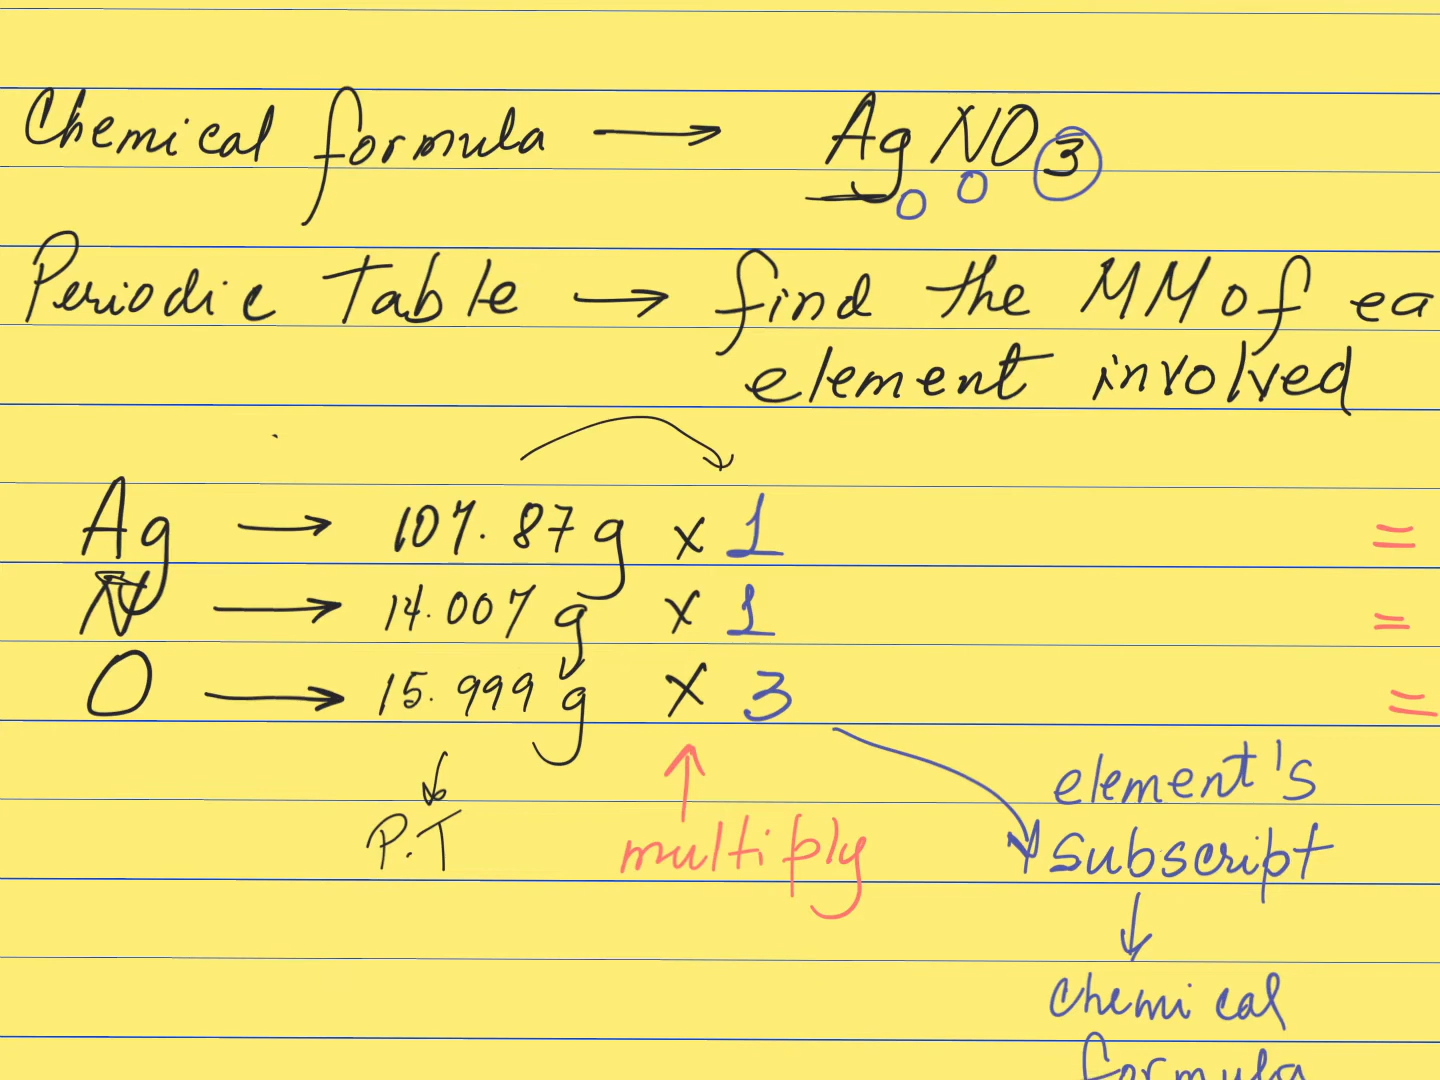 Chemical formula → AgNO3
Periodic Table → find the MM of ea
element involved
Ag → 107.87 g x 1 =
N → 14.007 g x 1 =
O → 15.999 g x 3 =
P.T
multiply
element's
subscript
chemical
formula